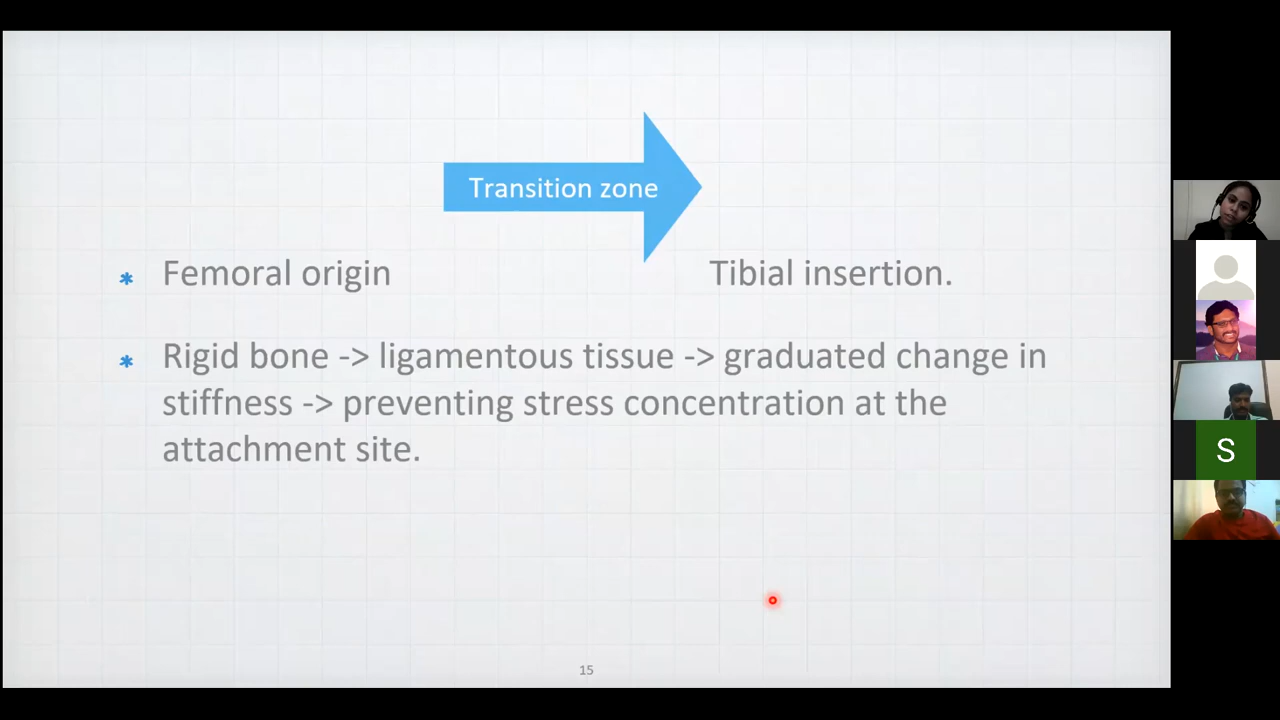 Transition zone
* Femoral origin Tibial insertion.
* Rigid bone -> ligamentous tissue -> graduated change in
stiffness -> preventing stress concentration at the
attachment site.
S
15